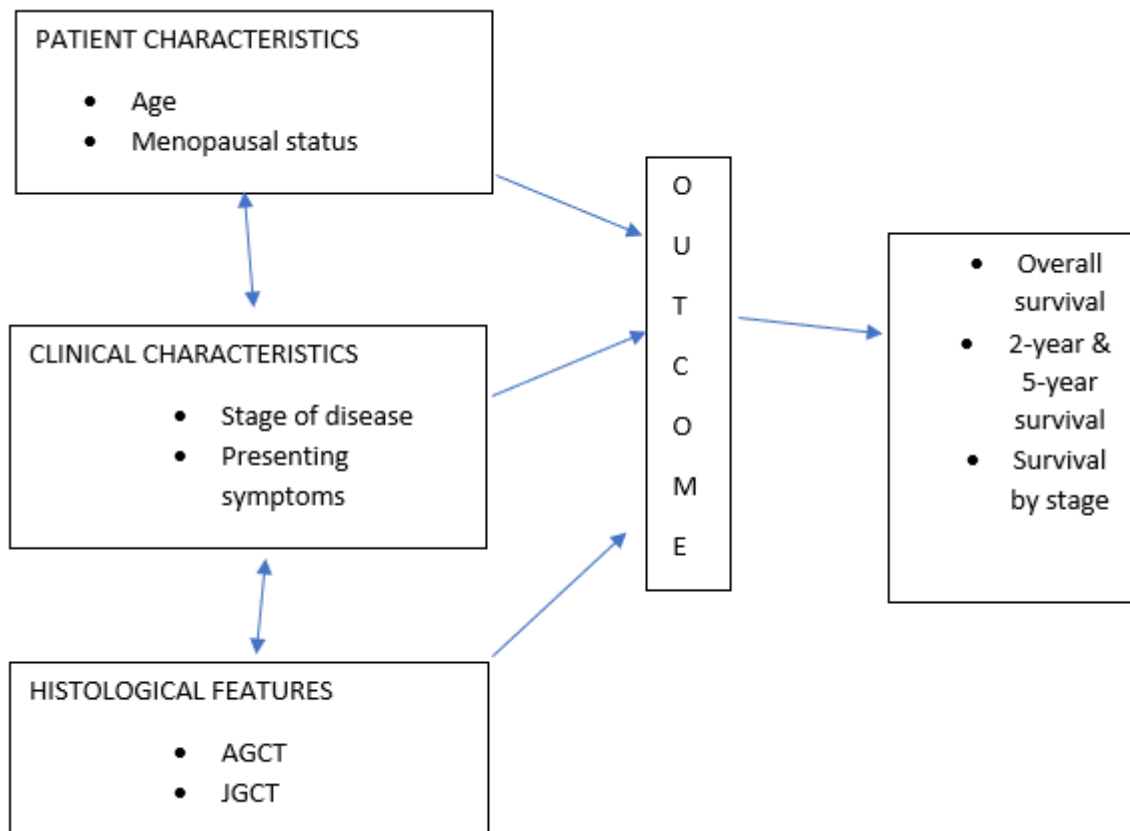 PATIENT CHARACTERISTICS
• Age
• Menopausal status
CLINICAL CHARACTERISTICS
• Stage of disease
• Presenting
symptoms
HISTOLOGICAL FEATURES
• AGCT
• JGCT
O
U
T
C
O
M
E
• Overall
survival
• 2-year &
5-year
survival
• Survival
by stage